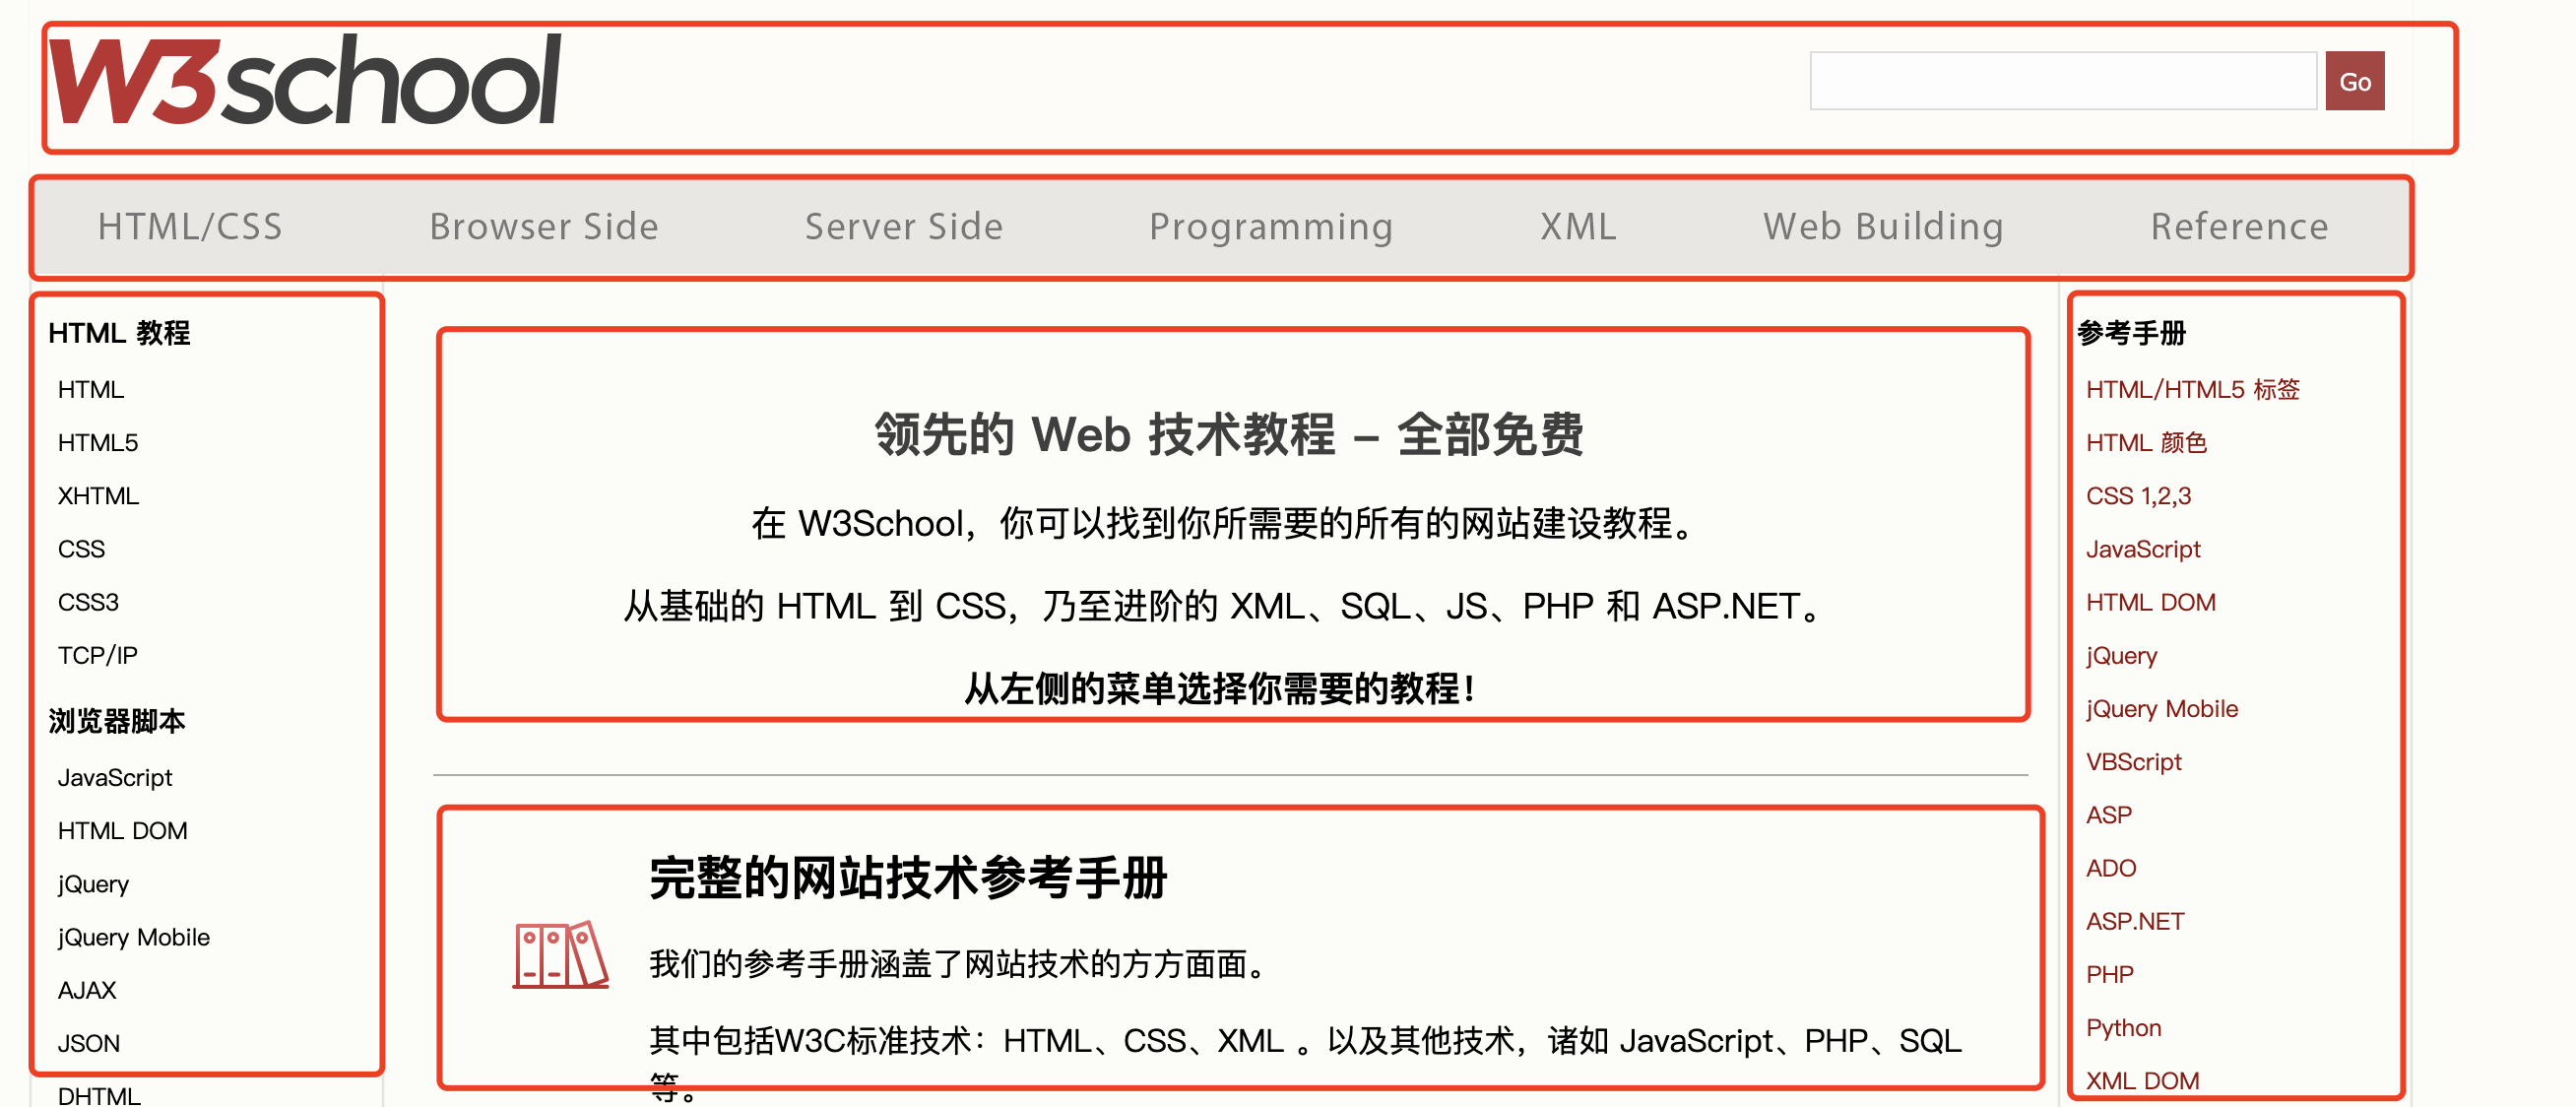 W3school
Go
HTML/CSS Browser Side Server Side Programming XML Web Building Reference
HTML 教程
HTML
HTML5
XHTML
CSS
CSS3
TCP/IP
浏览器脚本
JavaScript
HTML DOM
jQuery
jQuery Mobile
AJAX
JSON
DHTML
领先的 Web 技术教程 – 全部免费
在 W3School，你可以找到你所需要的所有的网站建设教程。
从基础的 HTML 到 CSS，乃至进阶的 XML、SQL、JS、PHP 和 ASP.NET。
从左侧的菜单选择你需要的教程！
完整的网站技术参考手册
我们的参考手册涵盖了网站技术的方方面面。
其中包括W3C标准技术：HTML、CSS、XML 。以及其他技术，诸如 JavaScript、PHP、SQL
等。
参考手册
HTML/HTML5 标签
HTML 颜色
CSS 1,2,3
JavaScript
HTML DOM
jQuery
jQuery Mobile
VBScript
ASP
ADO
ASP.NET
PHP
Python
XML DOM